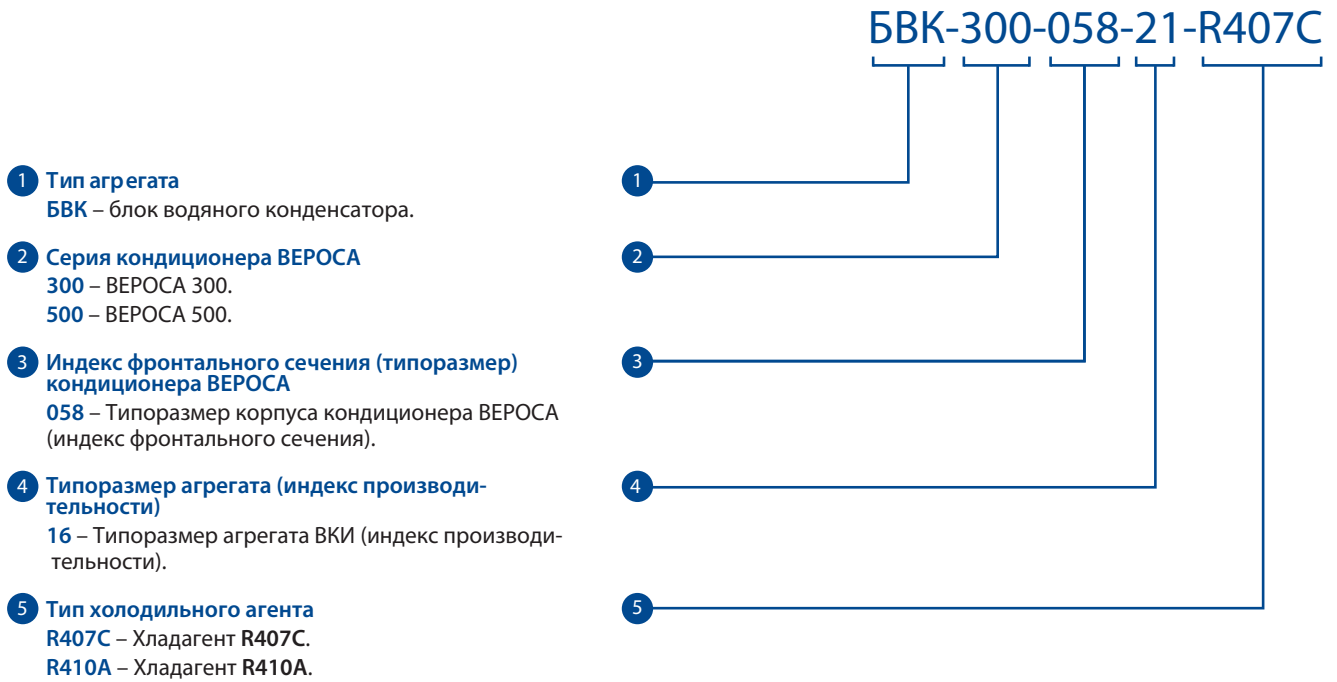 БВК-300-058-21-R407C
1 Тип агрегата 1
БВК – блок водяного конденсатора.
2 Серия кондиционера ВЕРОСА 2
300 – ВЕРОСА 300.
500 – ВЕРОСА 500.
3 Индекс фронтального сечения (типоразмер) 3
кондиционера ВЕРОСА
058 – Типоразмер корпуса кондиционера ВЕРОСА
(индекс фронтального сечения).
4 Типоразмер агрегата (индекс производи- 4
тельности)
16 – Типоразмер агрегата ВКИ (индекс производи-
тельности).
5 Тип холодильного агента 5
R407C – Хладагент R407C.
R410A – Хладагент R410A.